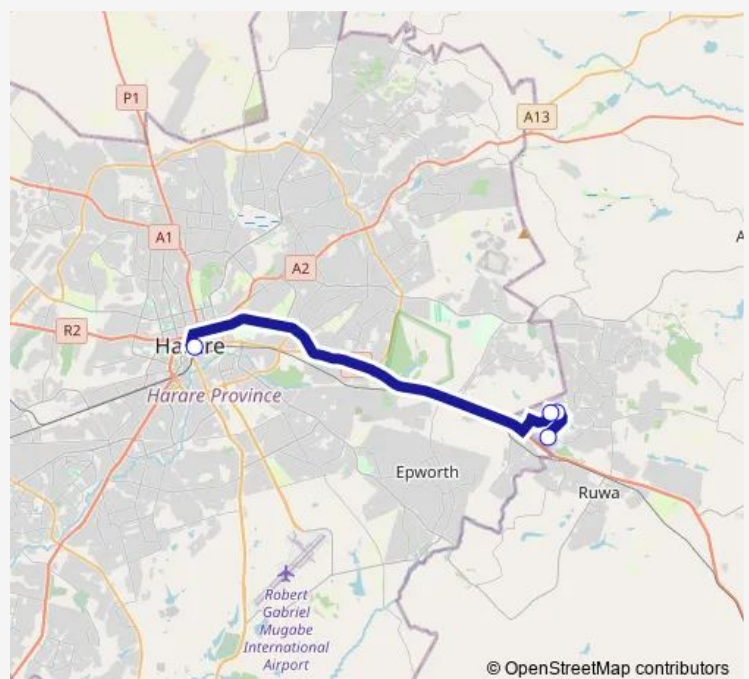 P1
A13
A1
A2
R2
Harare
Harare Province
Epworth
Ruwa
Robert
Gabriel
Mugabe
International
Airport
© OpenStreetMap contributors